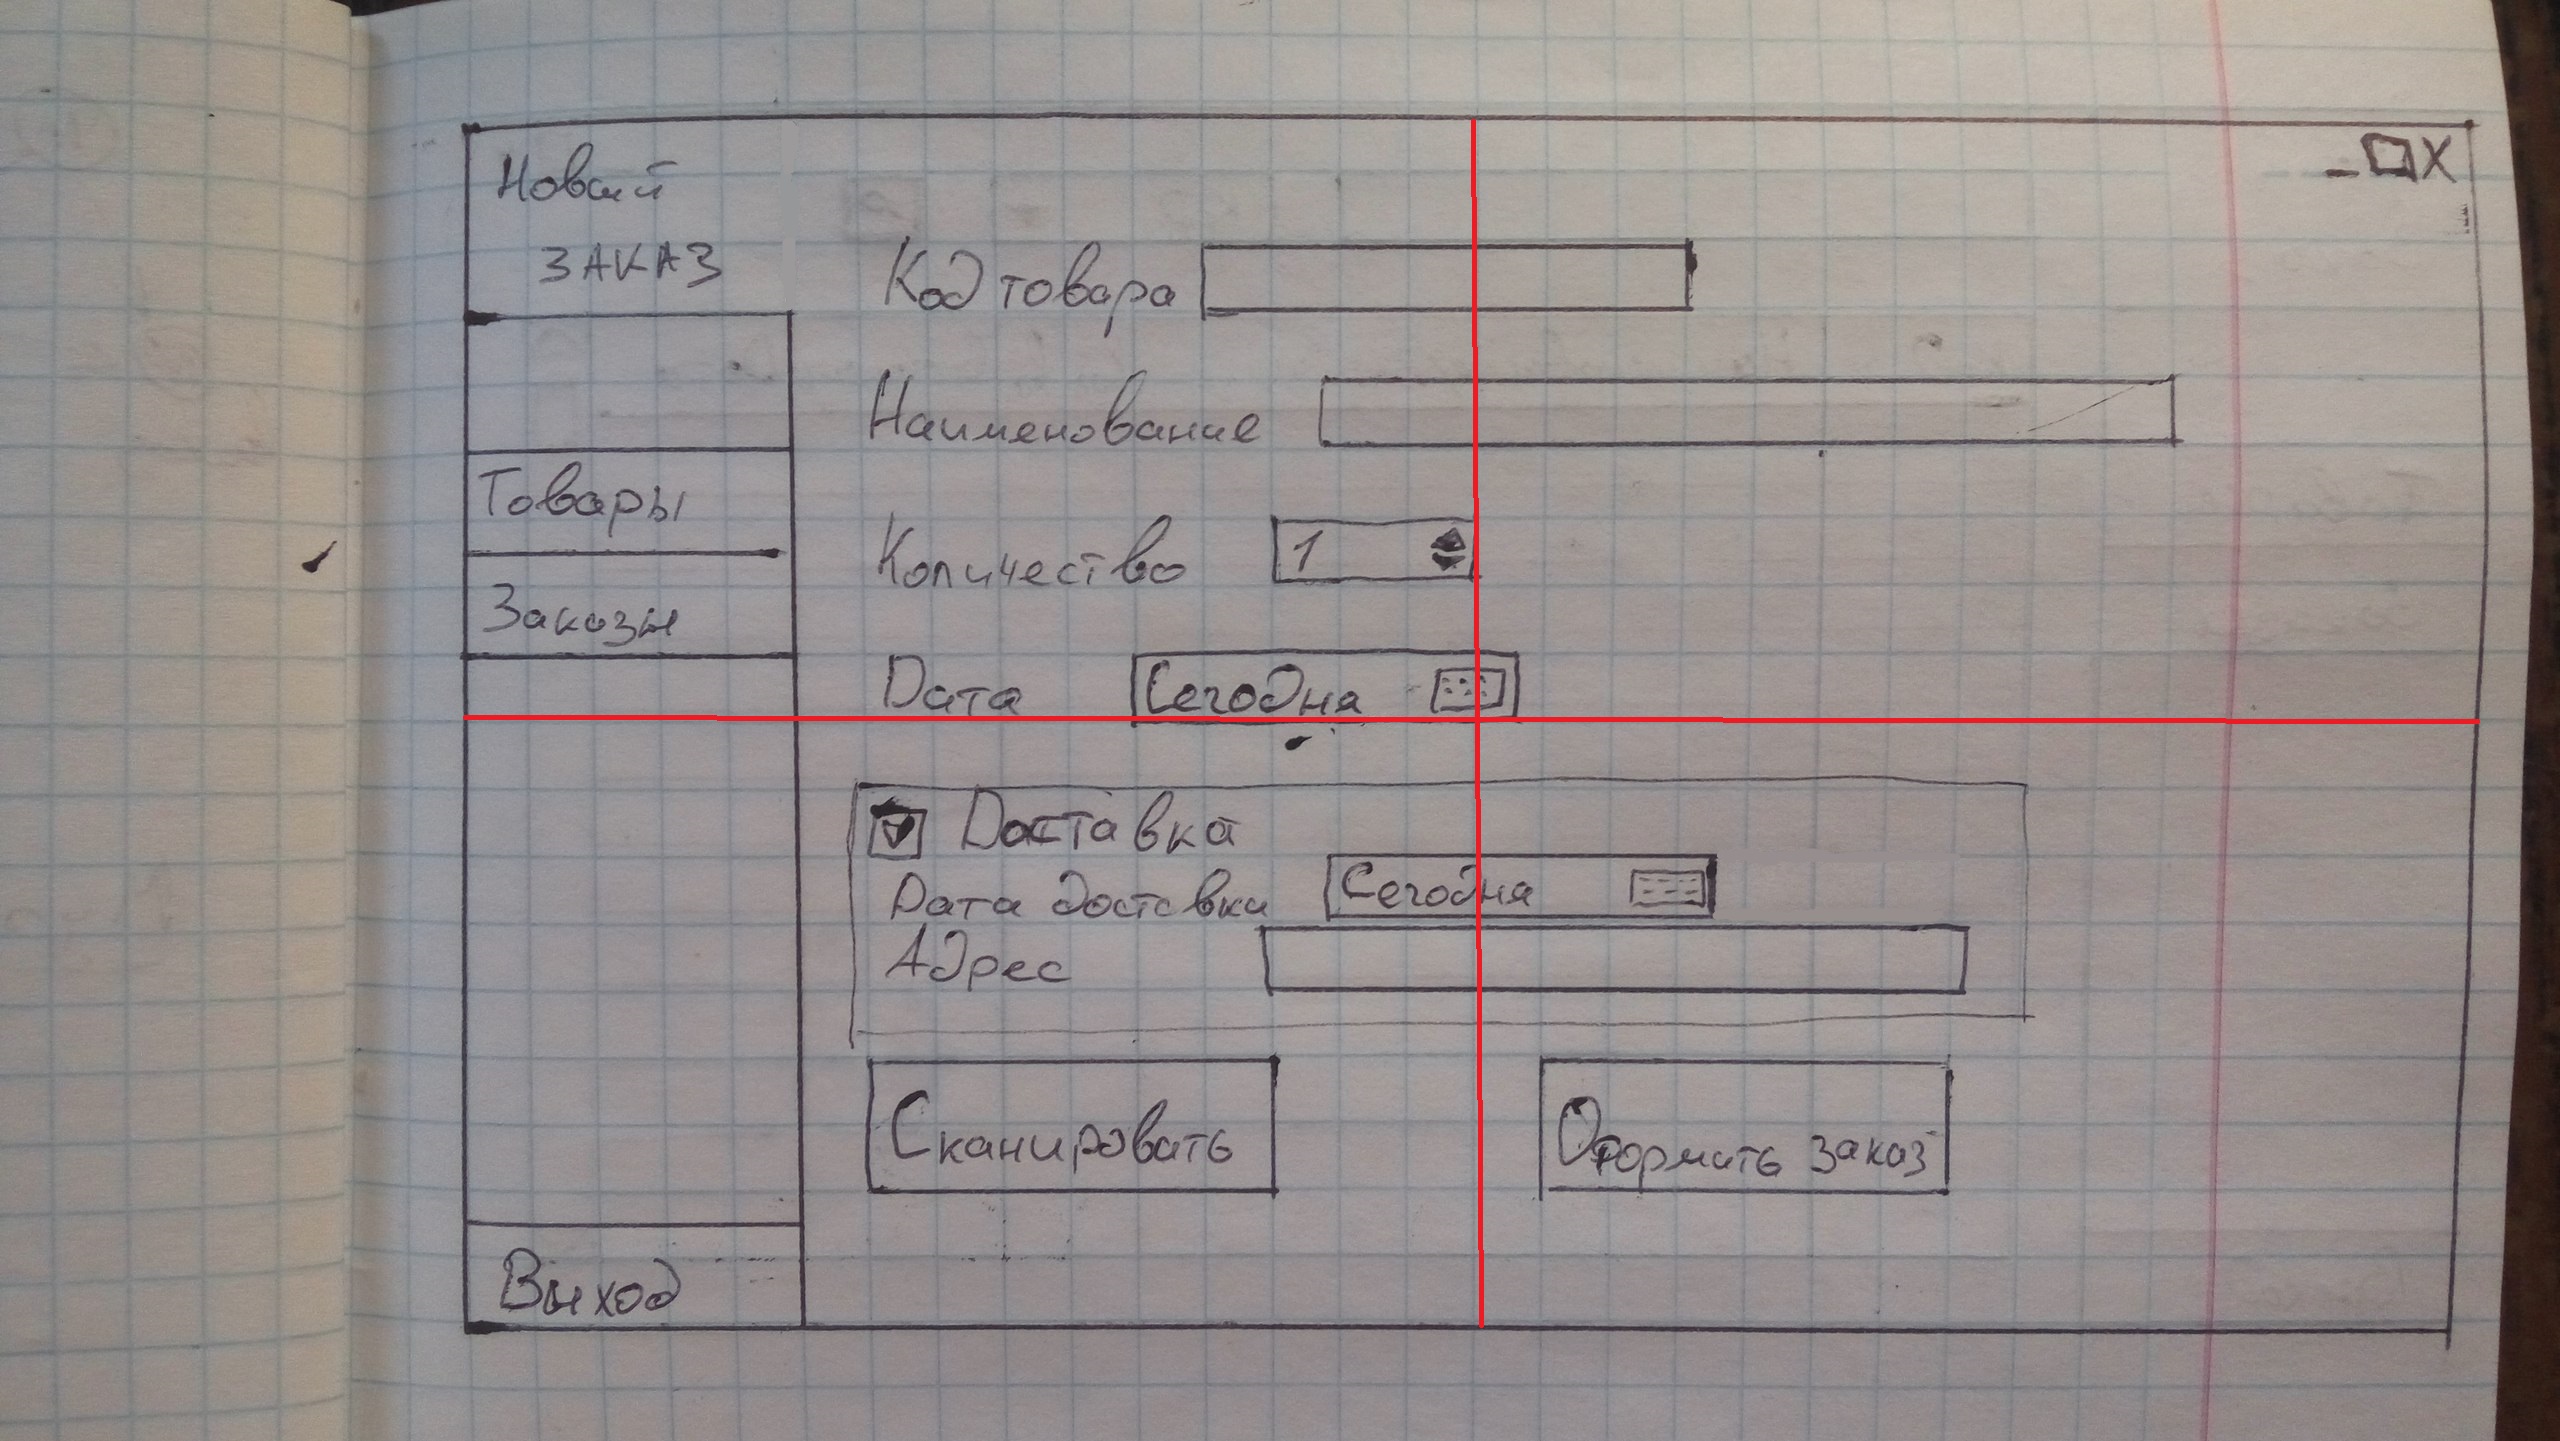 Новый
ЗАКАЗ
Товары
Заказы
Выход
_ X
Код товара
Наименование
Количество 1
Дата Сегодня
Доставка
Дата доставки Сегодня
Адрес
Сканировать
Оформить заказ